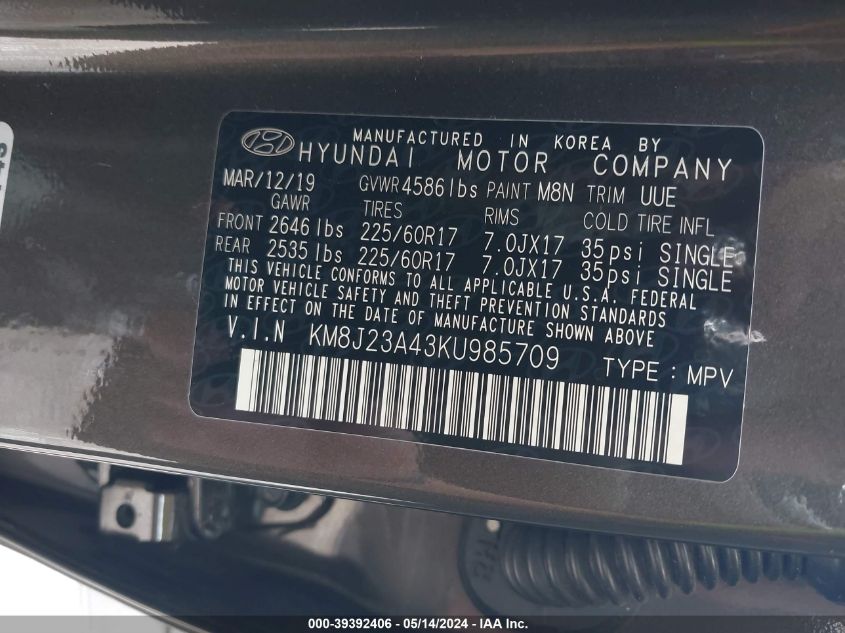 MANUFACTURED IN KOREA BY
HYUNDAI MOTOR COMPANY
MAR/12/19 GVWR 4586 lbs PAINT M8N TRIM UUE
GAWR TIRES RIMS COLD TIRE INFL
FRONT 2646 lbs 225/60R17 7.0JX17 35psi SINGLE
REAR 2535 lbs 225/60R17 7.0JX17 35psi SINGLE
THIS VEHICLE CONFORMS TO ALL APPLICABLE U.S.A. FEDERAL
MOTOR VEHICLE SAFETY AND THEFT PREVENTION STANDARDS
IN EFFECT ON THE DATE OF MANUFACTURE SHOWN ABOVE
V.I.N KM8J23A43KU985709 TYPE : MPV
000-39392406 - 05/14/2024 - IAA Inc.